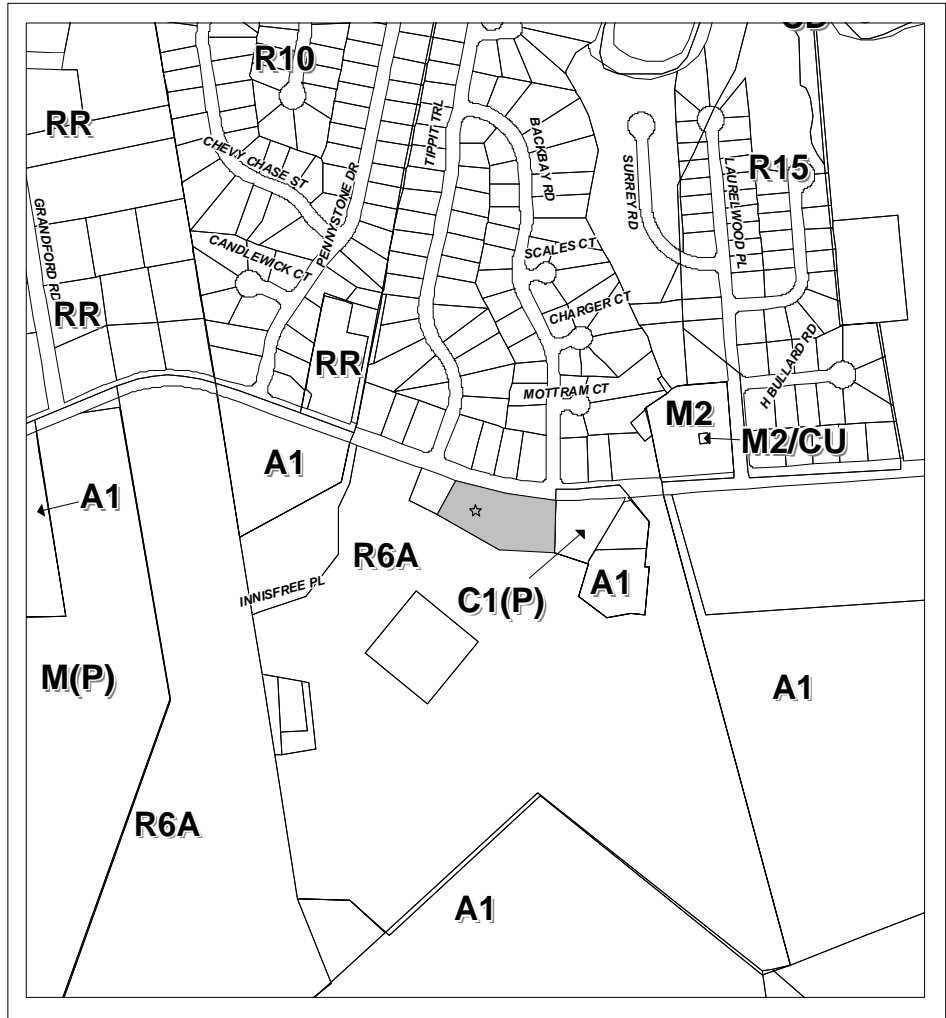 R10
RR
TIPPIT TRL
BACKBAY RD
CHEVY CHASE ST
SURREY RD
LAURELWOOD PL
R15
GRANDFORD RD
PENNYSTONE DR
CANDLEWICK CT
SCALES CT
CHARGER CT
RR
RR
H BULLARD RD
MOTTRAM CT
M2
M2/CU
A1
A1
R6A
INNISFREE PL
C1(P)
A1
M(P)
A1
R6A
A1